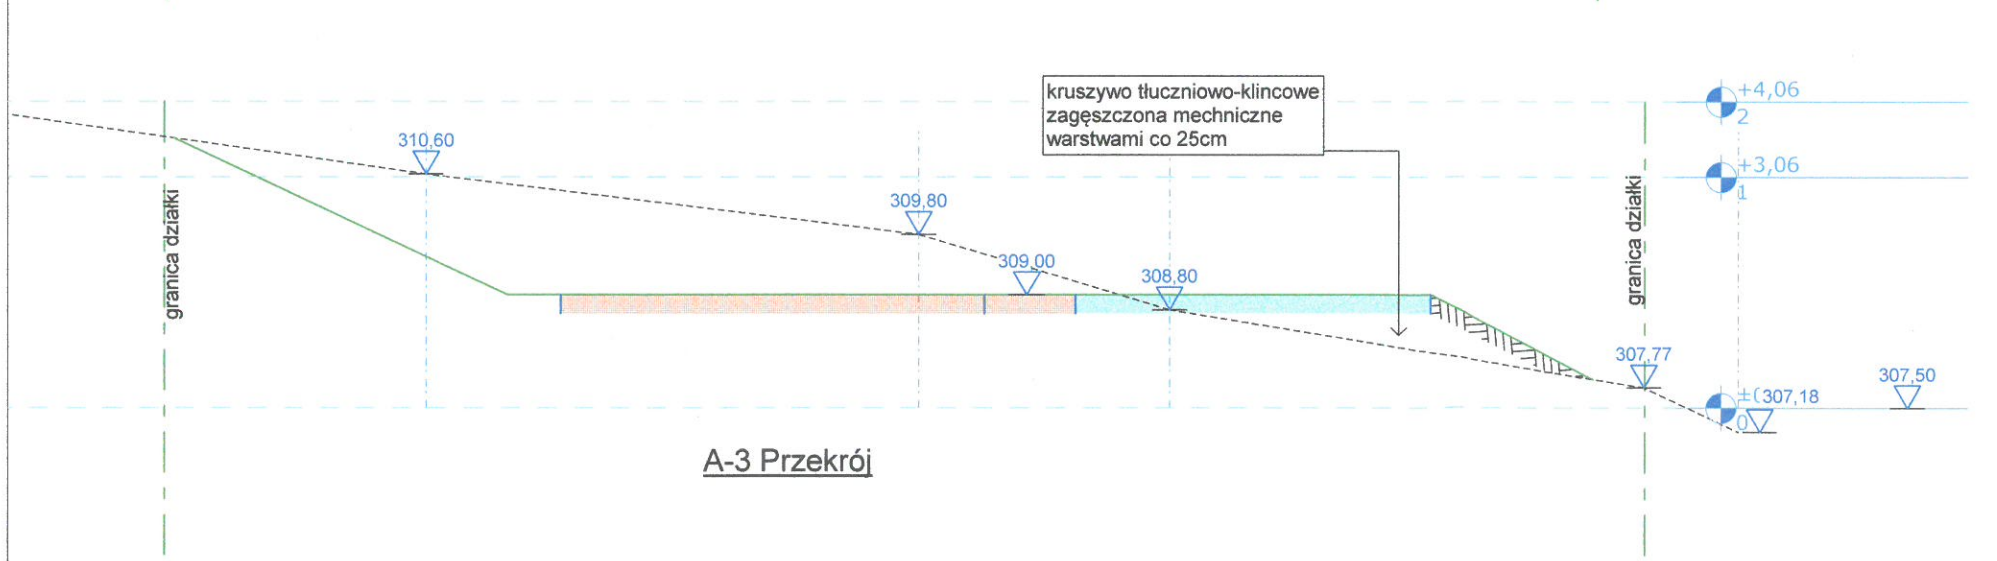 +4,06
2
kruszywo tłuczniowo-klincowe
zagęszczona mechniczne
warstwami co 25cm
310,60
+3,06
1
granica działki
309,80
granica działki
309,00
308,80
307,77
307,50
±(
307,18
0
A-3 Przekrój